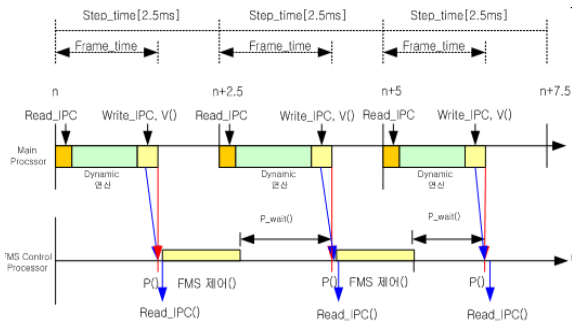 Step_time[2.5ms] Step_time[2.5ms] Step_time[2.5ms]
Frame_time Frame_time Frame_time
n n+2.5 n+5 n+7.5
Read_IPC Write_IPC, V() Read_IPC Write_IPC, V() Read_IPC Write_IPC, V()
Main
Procssor
Dynamic Dynamic Dynamic
연산 연산 연산
P_wait() P_wait()
FMS Control
Processor
P() FMS 제어() P() FMS 제어() P()
Read_IPC() Read_IPC() Read_IPC()